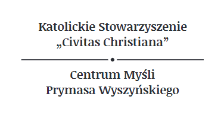 Katolickie Stowarzyszenie
„Civitas Christiana”
Centrum Myśli
Prymasa Wyszyńskiego